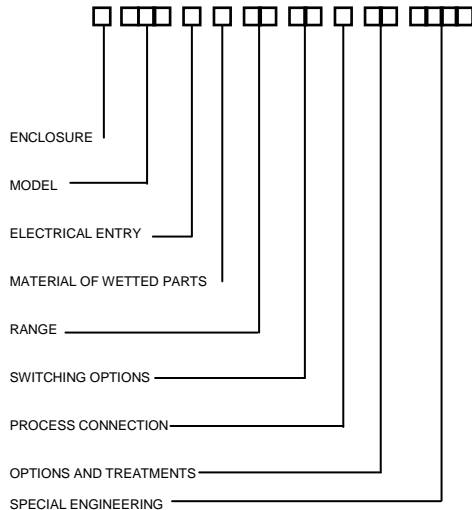 ENCLOSURE
MODEL
ELECTRICAL ENTRY
MATERIAL OF WETTED PARTS
RANGE
SWITCHING OPTIONS
PROCESS CONNECTION
OPTIONS AND TREATMENTS
SPECIAL ENGINEERING